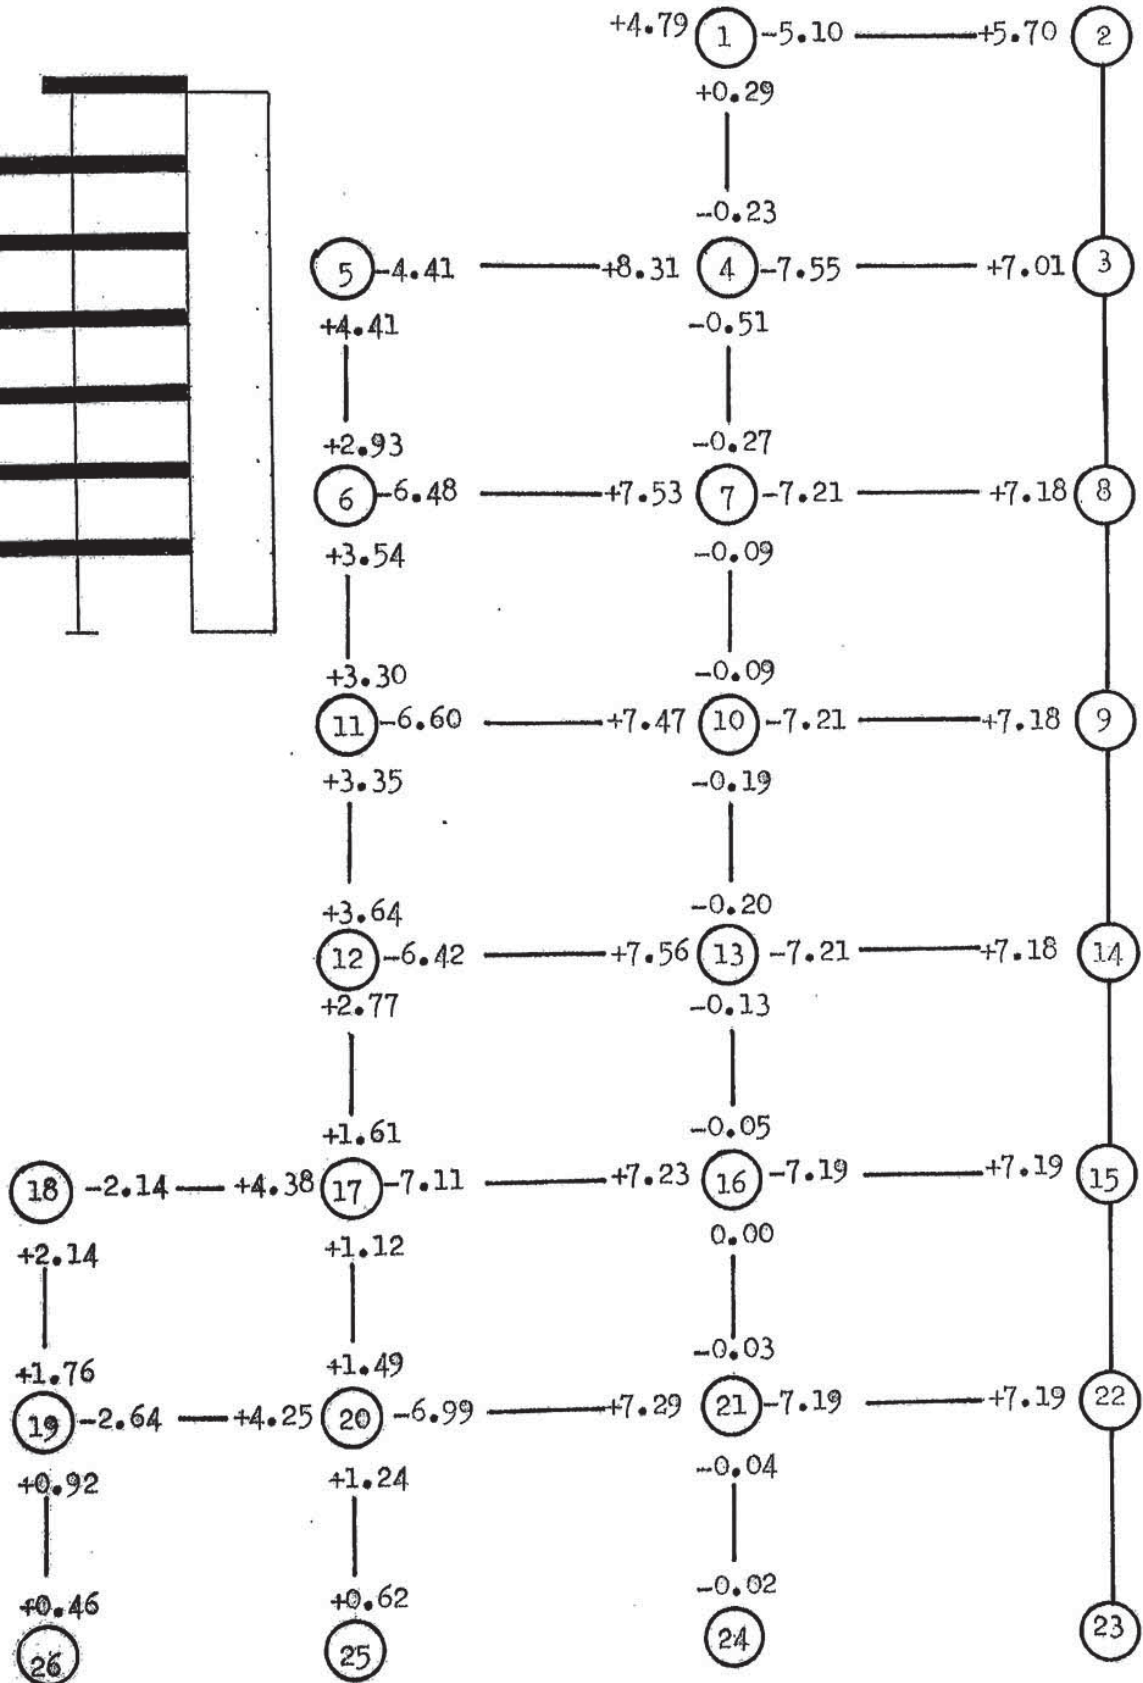 +4.79 1 -5.10 +5.70 2
+0.29
-0.23
5 -4.41 +8.31 4 -7.55 +7.01 3
+4.41 -0.51
+2.93 -0.27
6 -6.48 +7.53 7 -7.21 +7.18 8
+3.54 -0.09
+3.30 -0.09
11 -6.60 +7.47 10 -7.21 +7.18 9
+3.35 -0.19
+3.64 -0.20
12 -6.42 +7.56 13 -7.21 +7.18 14
+2.77 -0.13
+1.61 -0.05
18 -2.14 +4.38 17 -7.11 +7.23 16 -7.19 +7.19 15
+2.14 +1.12 0.00
+1.76 +1.49 -0.03
19 -2.64 +4.25 20 -6.99 +7.29 21 -7.19 +7.19 22
+0.92 +1.24 -0.04
+0.46 +0.62 -0.02
26 25 24 23